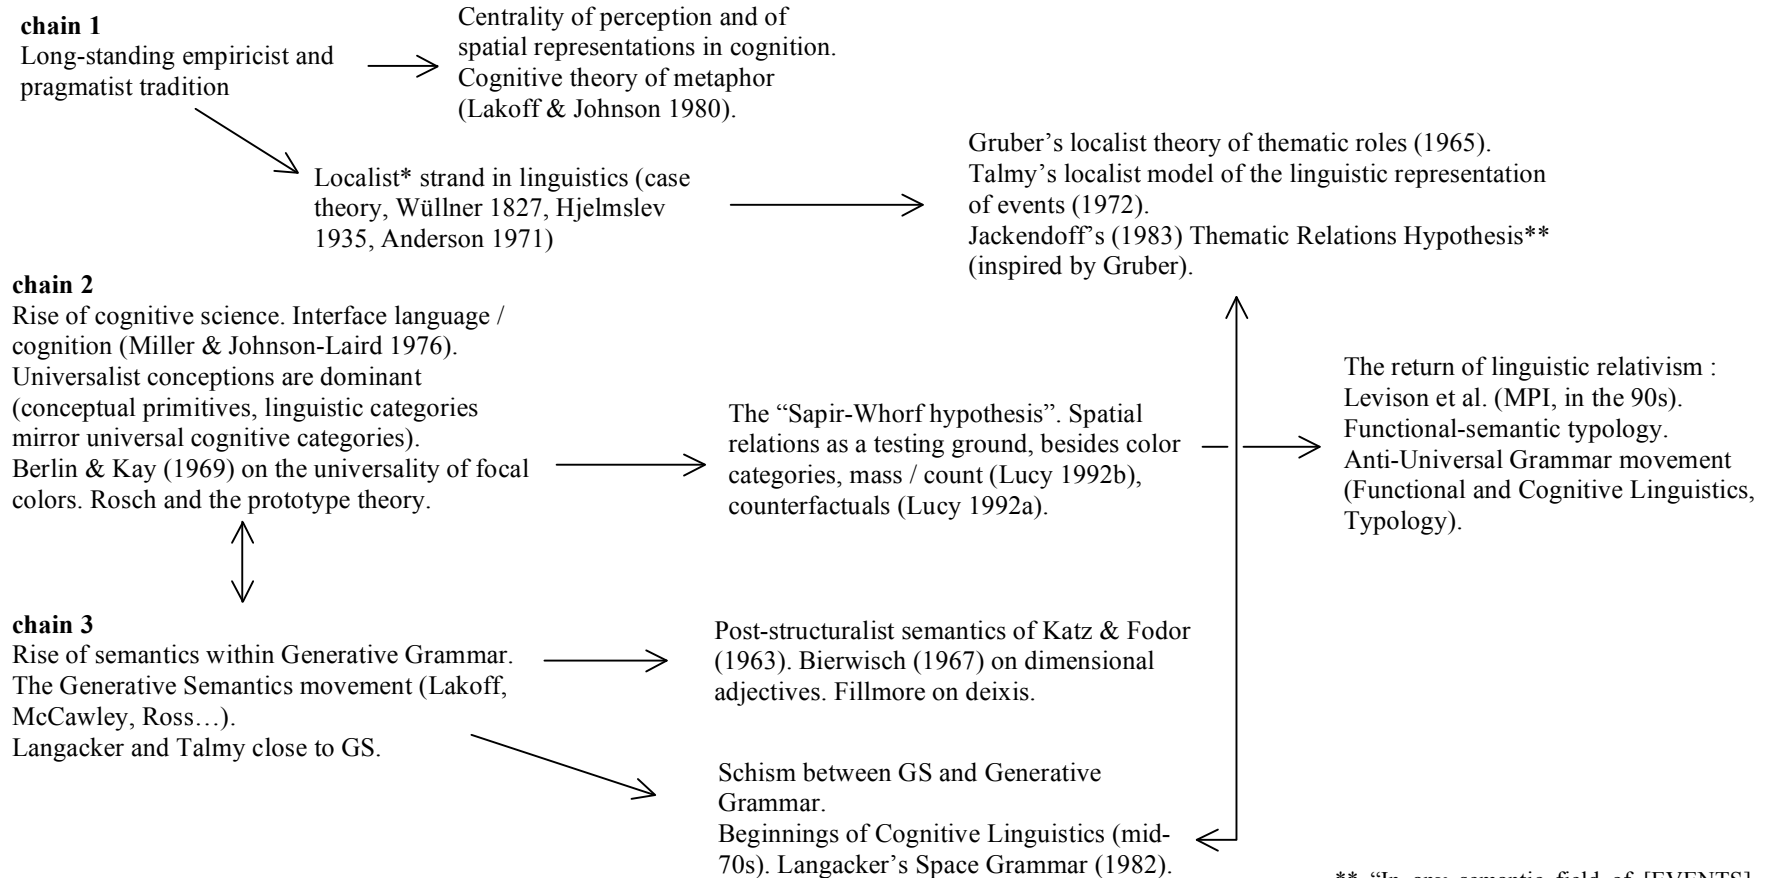 chain 1
Long-standing empiricist and
pragmatist tradition
Centrality of perception and of
spatial representations in cognition.
Cognitive theory of metaphor
(Lakoff & Johnson 1980).
Localist* strand in linguistics (case
theory, Wüllner 1827, Hjelmslev
1935, Anderson 1971)
Gruber’s localist theory of thematic roles (1965).
Talmy’s localist model of the linguistic representation
of events (1972).
Jackendoff’s (1983) Thematic Relations Hypothesis**
(inspired by Gruber).
chain 2
Rise of cognitive science. Interface language /
cognition (Miller & Johnson-Laird 1976).
Universalist conceptions are dominant
(conceptual primitives, linguistic categories
mirror universal cognitive categories).
Berlin & Kay (1969) on the universality of focal
colors. Rosch and the prototype theory.
The “Sapir-Whorf hypothesis”. Spatial
relations as a testing ground, besides color
categories, mass / count (Lucy 1992b),
counterfactuals (Lucy 1992a).
The return of linguistic relativism :
Levison et al. (MPI, in the 90s).
Functional-semantic typology.
Anti-Universal Grammar movement
(Functional and Cognitive Linguistics,
Typology).
chain 3
Rise of semantics within Generative Grammar.
The Generative Semantics movement (Lakoff,
McCawley, Ross…).
Langacker and Talmy close to GS.
Post-structuralist semantics of Katz & Fodor
(1963). Bierwisch (1967) on dimensional
adjectives. Fillmore on deixis.
Schism between GS and Generative
Grammar.
Beginnings of Cognitive Linguistics (mid-
70s). Langacker’s Space Grammar (1982).
** “In any semantic field of [EVENTS]